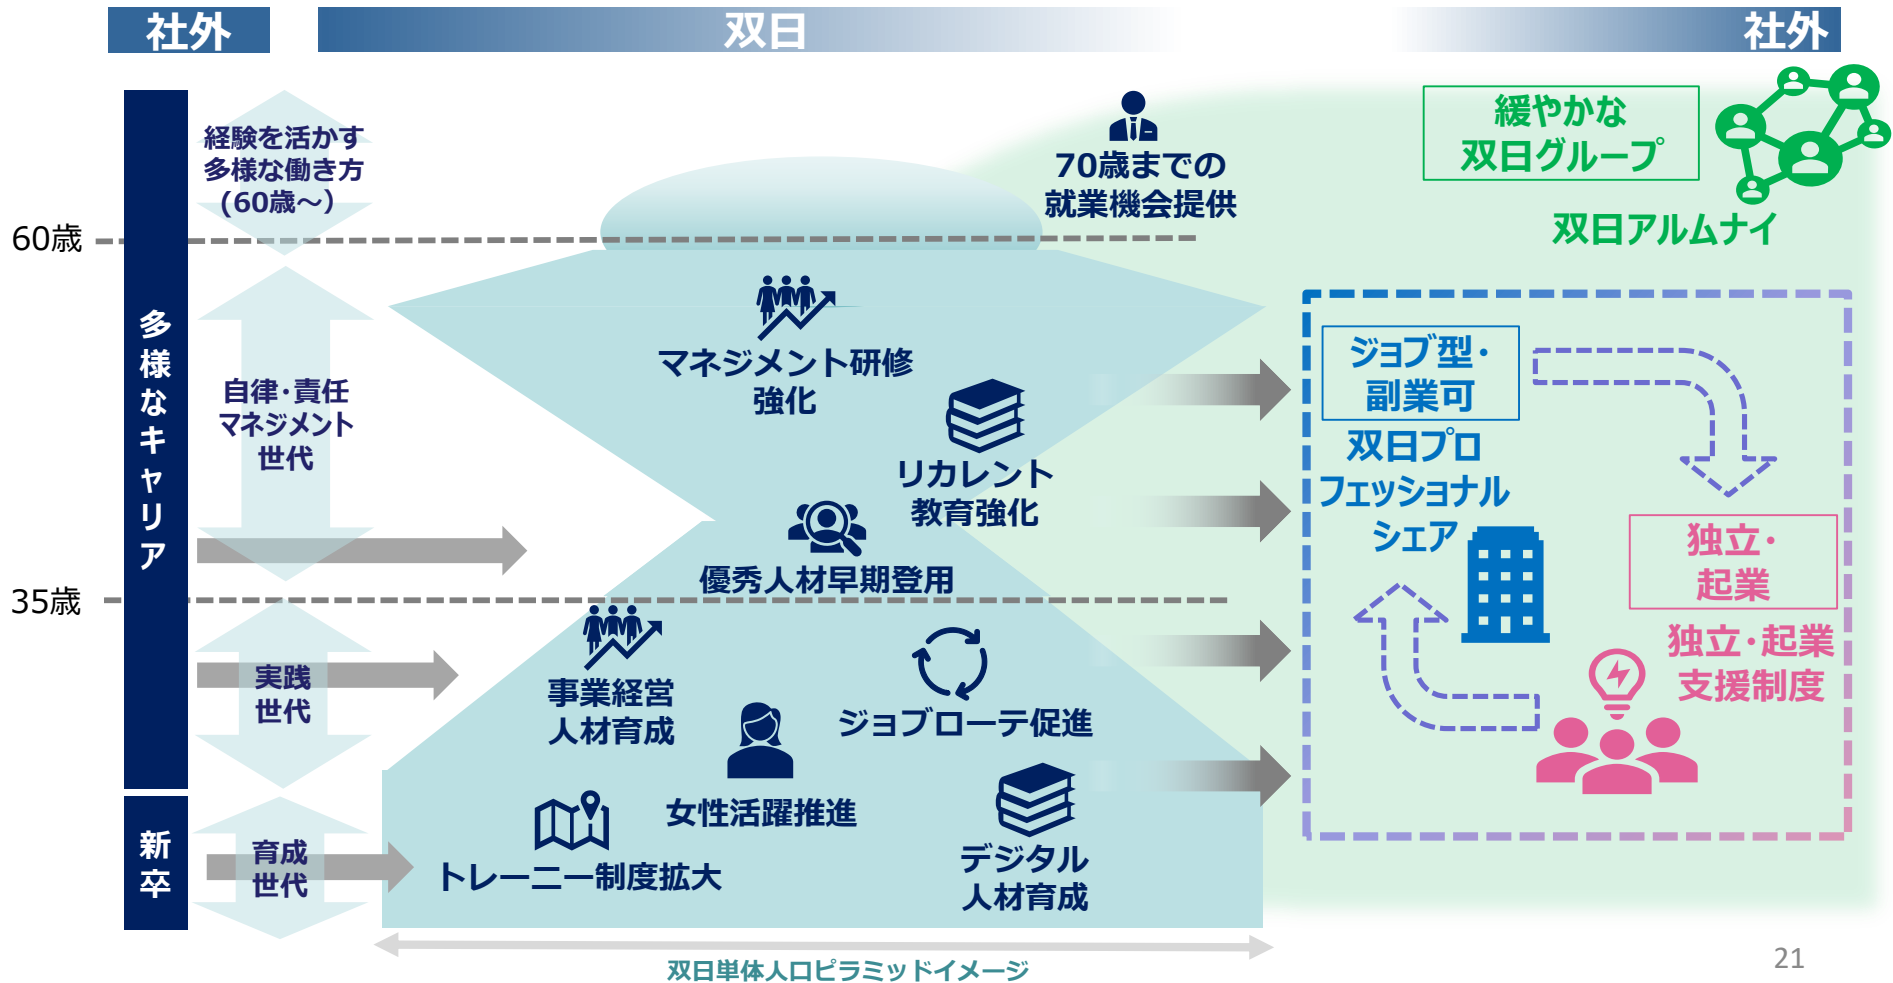 社外
双日
社外
経験を活かす
多様な働き方
(60歳～)
70歳までの
就業機会提供
緩やかな
双日グループ
双日アルムナイ
60歳
多様なキャリア
自律・責任
マネジメント
世代
マネジメント研修
強化
リカレント
教育強化
優秀人材早期登用
ジョブ型・
副業可
双日プロ
フェッショナル
シェア
独立・
起業
独立・起業
支援制度
35歳
実践
世代
事業経営
人材育成
ジョブローテ促進
女性活躍推進
新卒
育成
世代
トレーニー制度拡大
デジタル
人材育成
双日単体人口ピラミッドイメージ
21